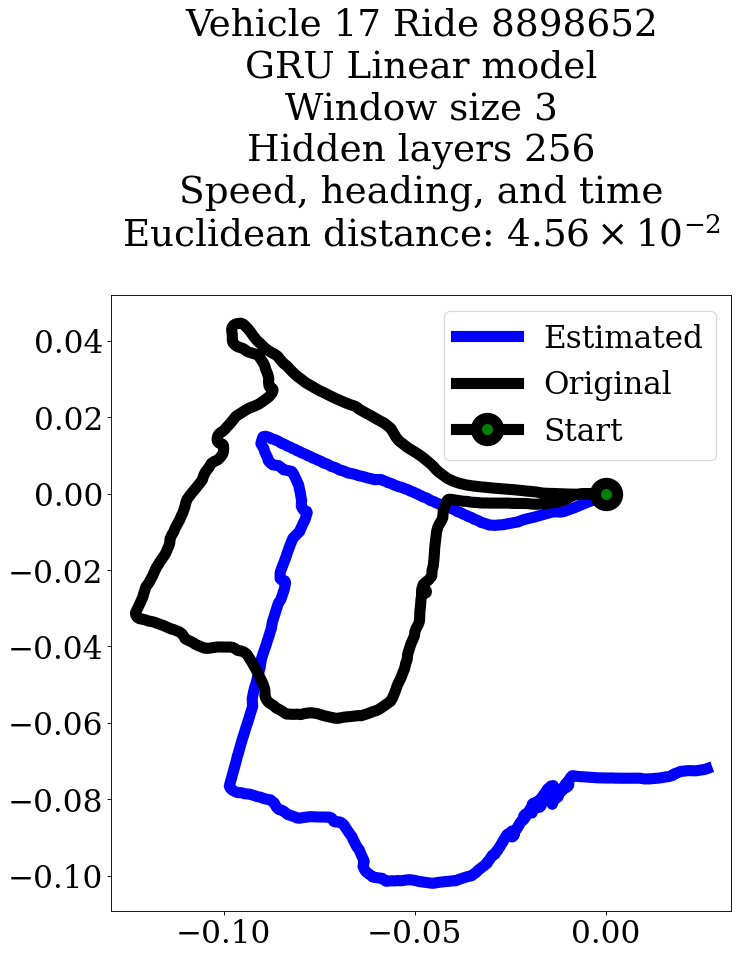 Vehicle 17 Ride 8898652
GRU Linear model
Window size 3
Hidden layers 256
Speed, heading, and time
Euclidean distance: 4.56 × 10⁻²
Estimated
Original
Start
0.04
0.02
0.00
−0.02
−0.04
−0.06
−0.08
−0.10
−0.10 −0.05 0.00